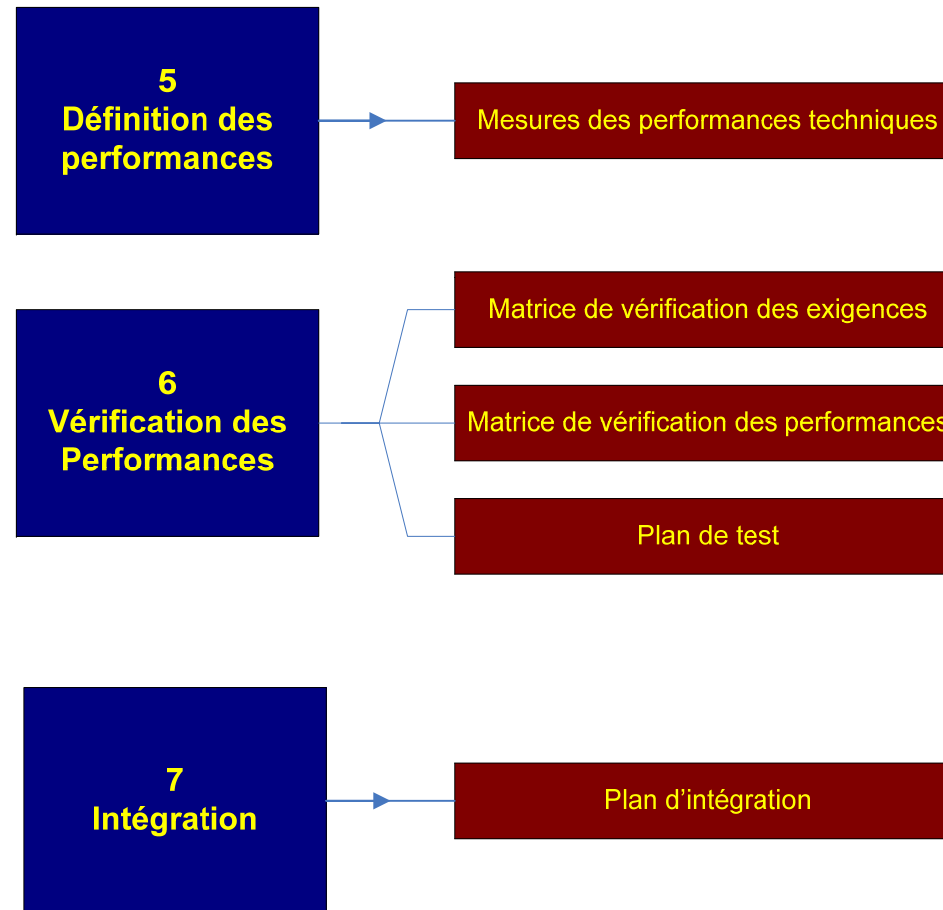 5
Définition des
performances
Mesures des performances techniques
6
Vérification des
Performances
Matrice de vérification des exigences
Matrice de vérification des performances
Plan de test
7
Intégration
Plan d’intégration